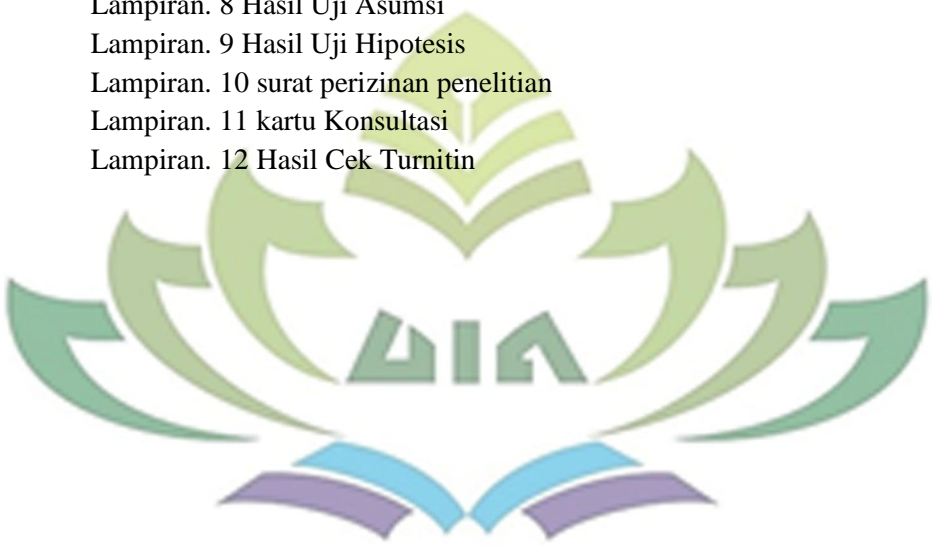 Lampiran. 8 Hasil Uji Asumsi
Lampiran. 9 Hasil Uji Hipotesis
Lampiran. 10 surat perizinan penelitian
Lampiran. 11 kartu Konsultasi
Lampiran. 12 Hasil Cek Turnitin